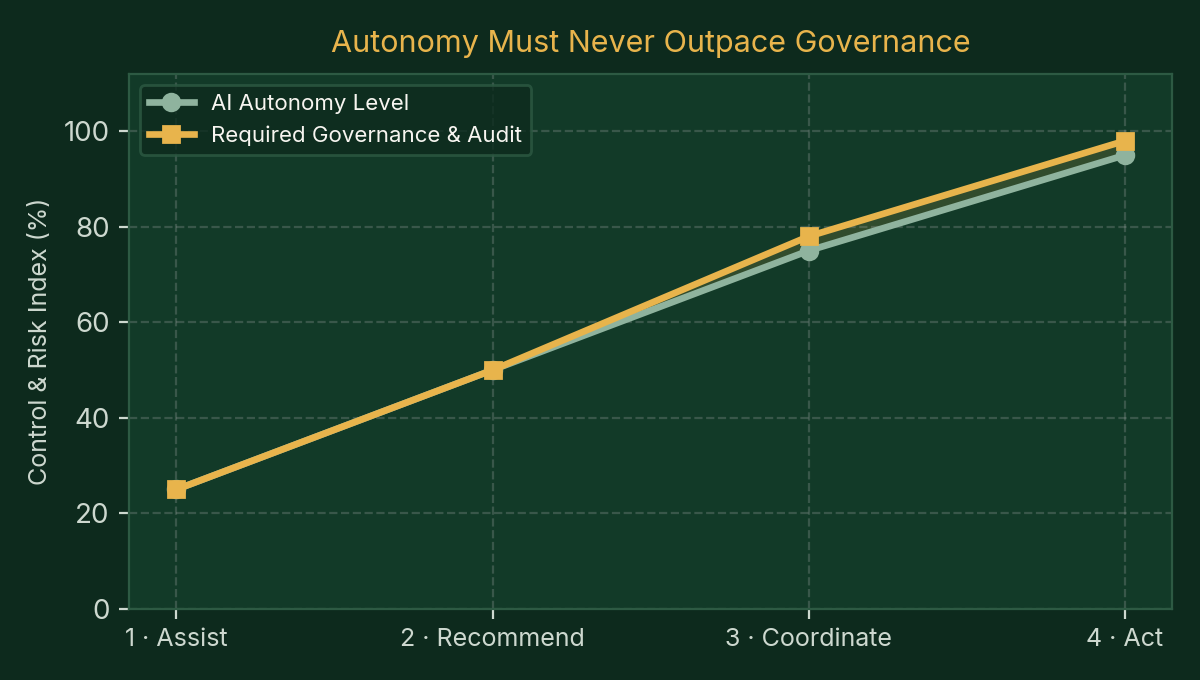 Autonomy Must Never Outpace Governance
AI Autonomy Level
Required Governance & Audit
Control & Risk Index (%)
100
80
60
40
20
0
1 · Assist
2 · Recommend
3 · Coordinate
4 · Act